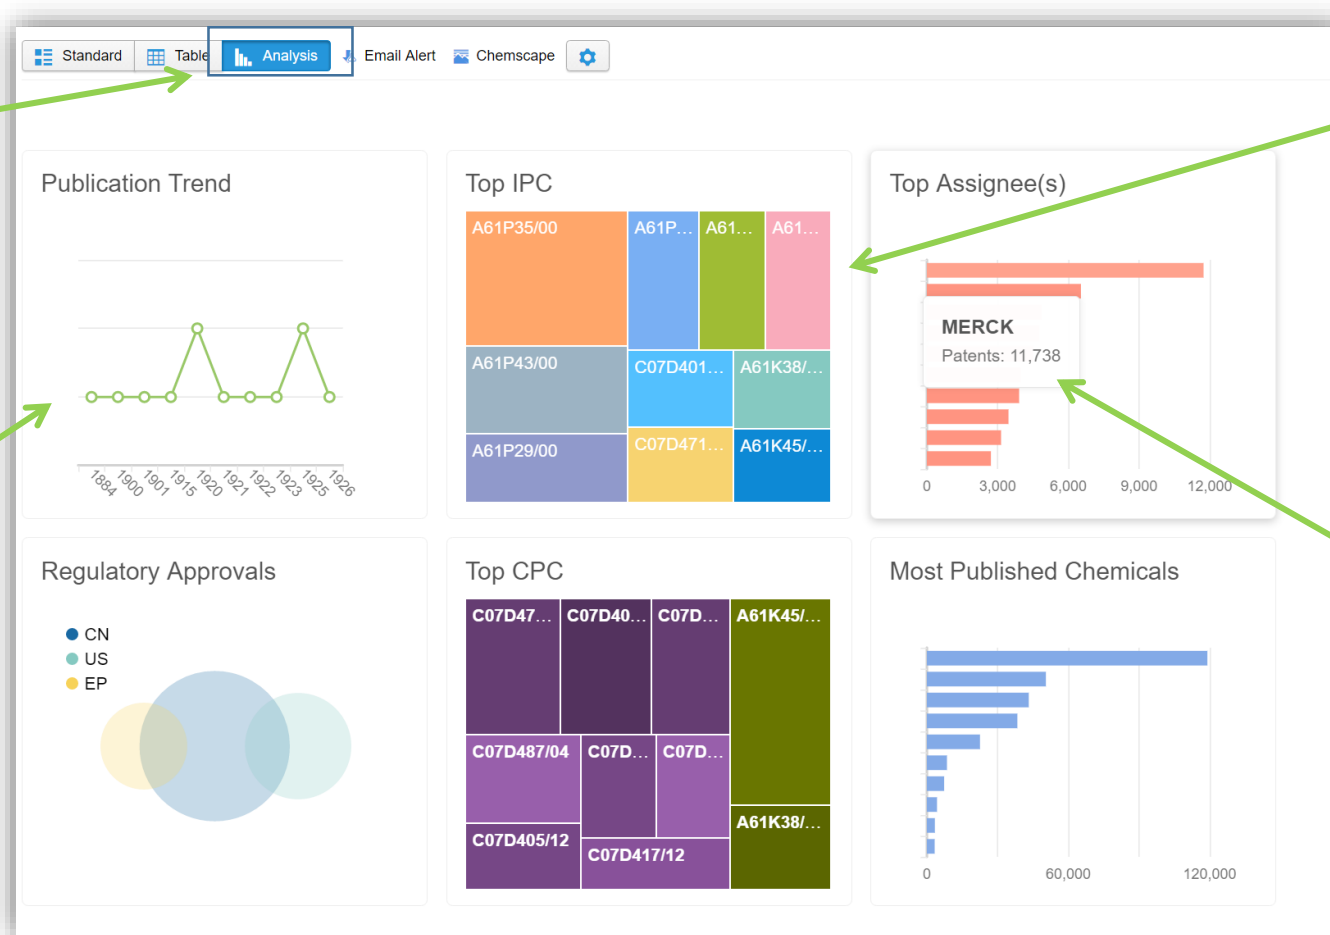 Standard
Table
Analysis
Email Alert
Chemscape
Publication Trend
1884
1900
1901
1915
1920
1921
1922
1923
1925
1926
Top IPC
A61P35/00
A61P...
A61...
A61...
A61P43/00
C07D401...
A61K38/...
A61P29/00
C07D471...
A61K45/...
Top Assignee(s)
MERCK
Patents: 11,738
0 3,000 6,000 9,000 12,000
Regulatory Approvals
CN
US
EP
Top CPC
C07D47...
C07D40...
C07D...
A61K45/...
C07D487/04
C07D...
C07D...
C07D405/12
C07D417/12
A61K38/...
Most Published Chemicals
0 60,000 120,000